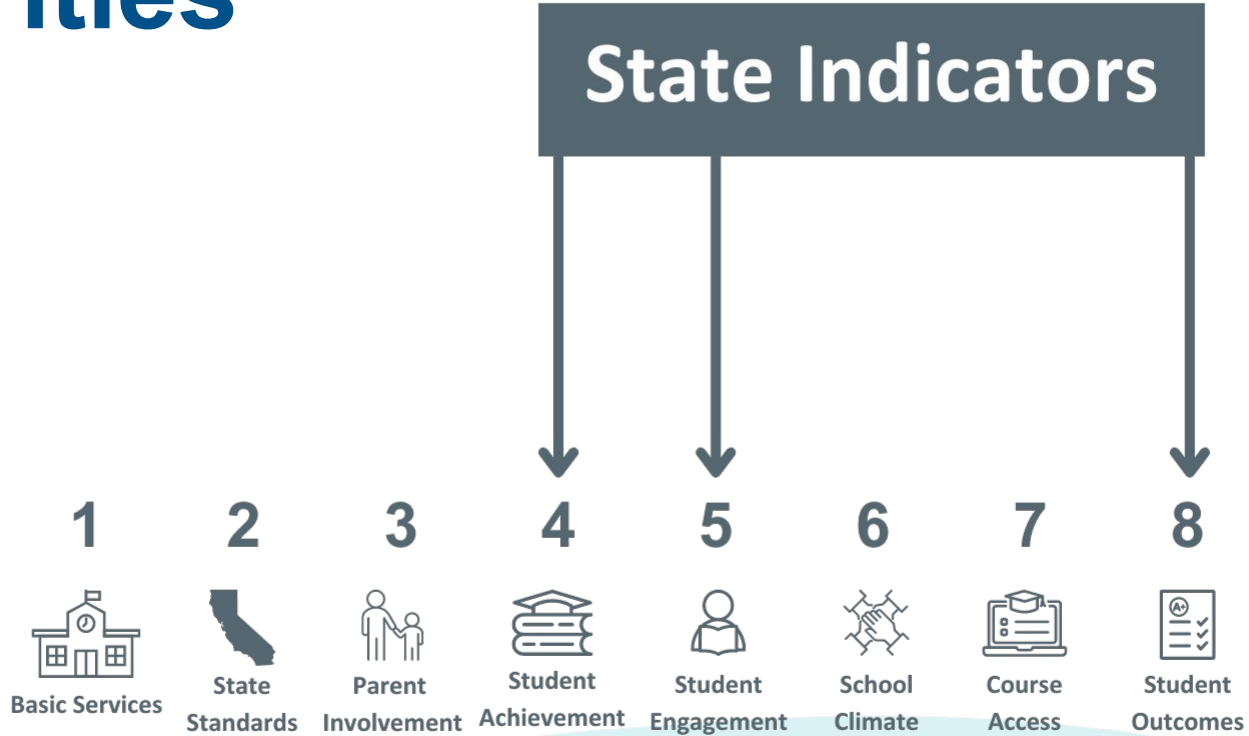 ities
State Indicators
1 2 3 4 5 6 7 8
A+
Basic Services
State
Standards
Parent
Involvement
Student
Achievement
Student
Engagement
School
Climate
Course
Access
Student
Outcomes